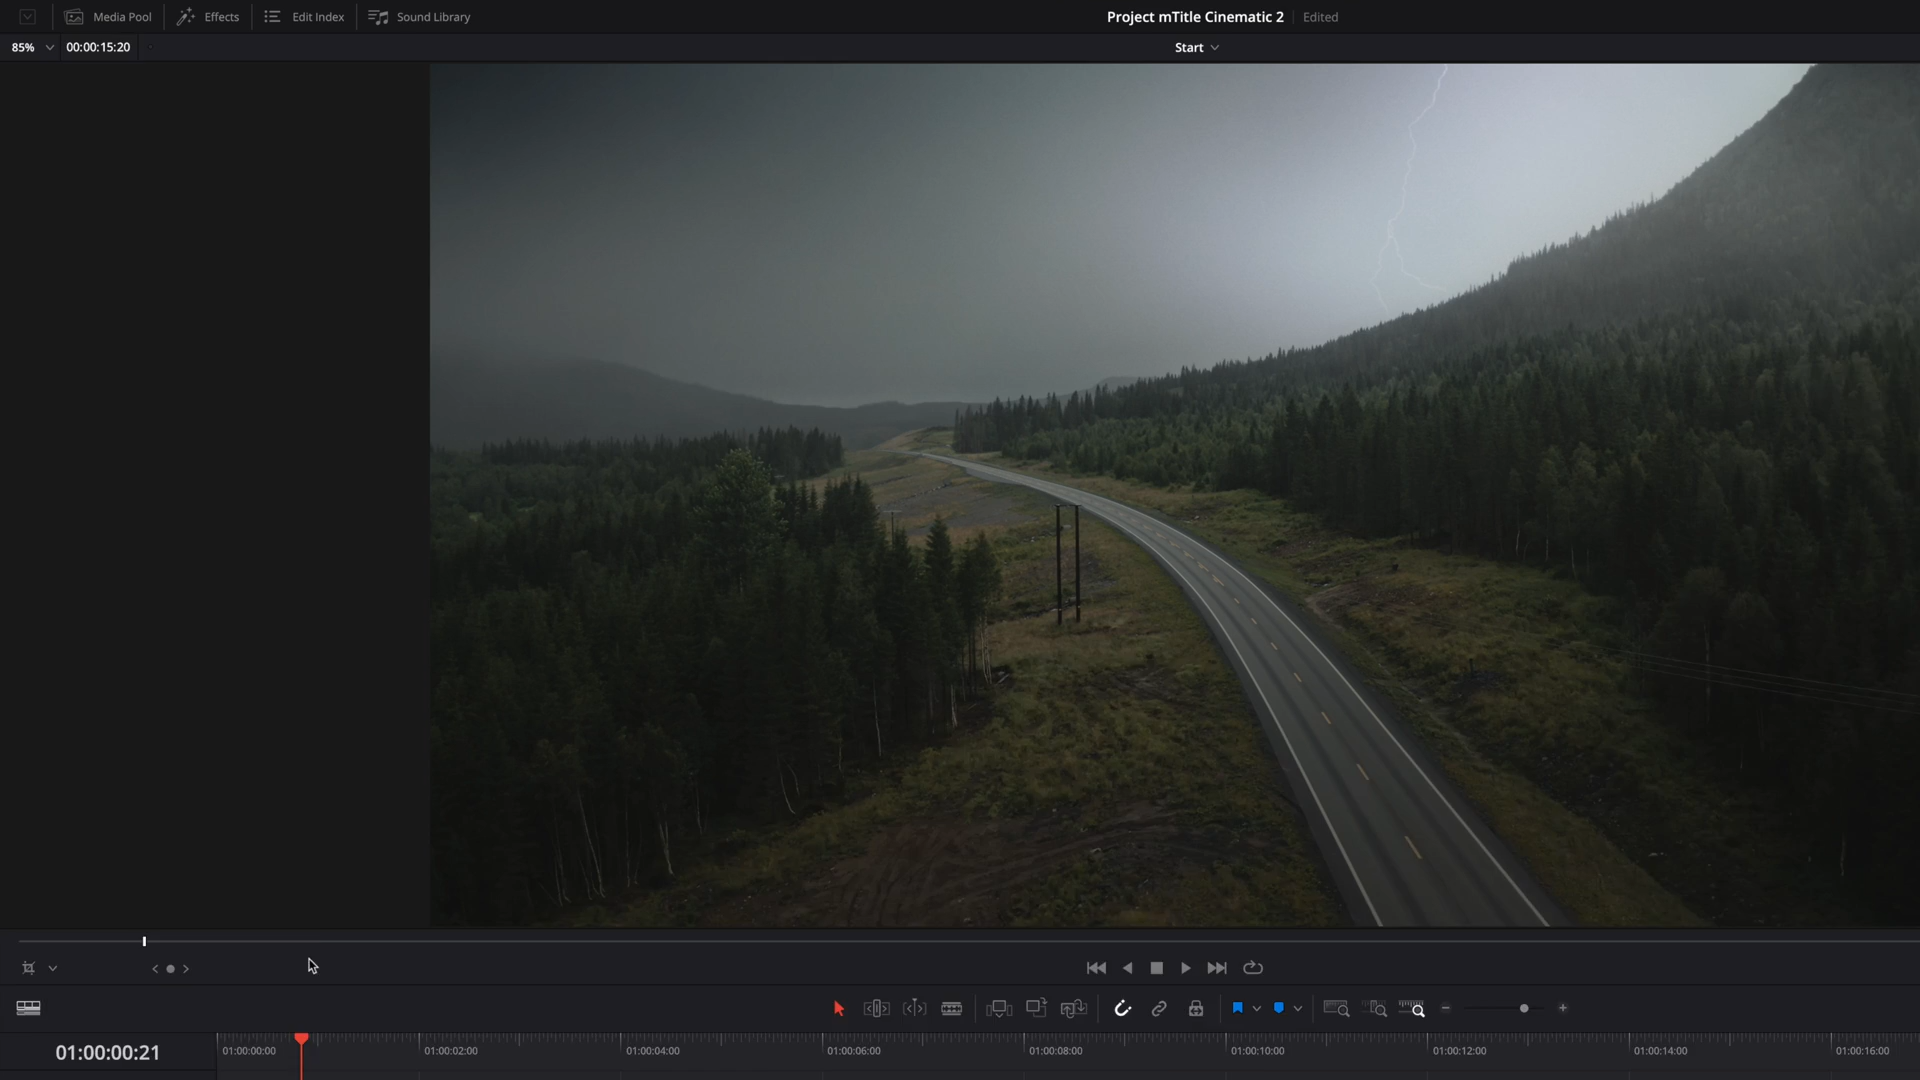 Media Pool
Effects
Edit Index
Sound Library
Project mTitle Cinematic 2
Edited
85%
00:00:15:20
Start
01:00:00:21
01:00:00:00
01:00:02:00
01:00:04:00
01:00:06:00
01:00:08:00
01:00:10:00
01:00:12:00
01:00:14:00
01:00:16:00